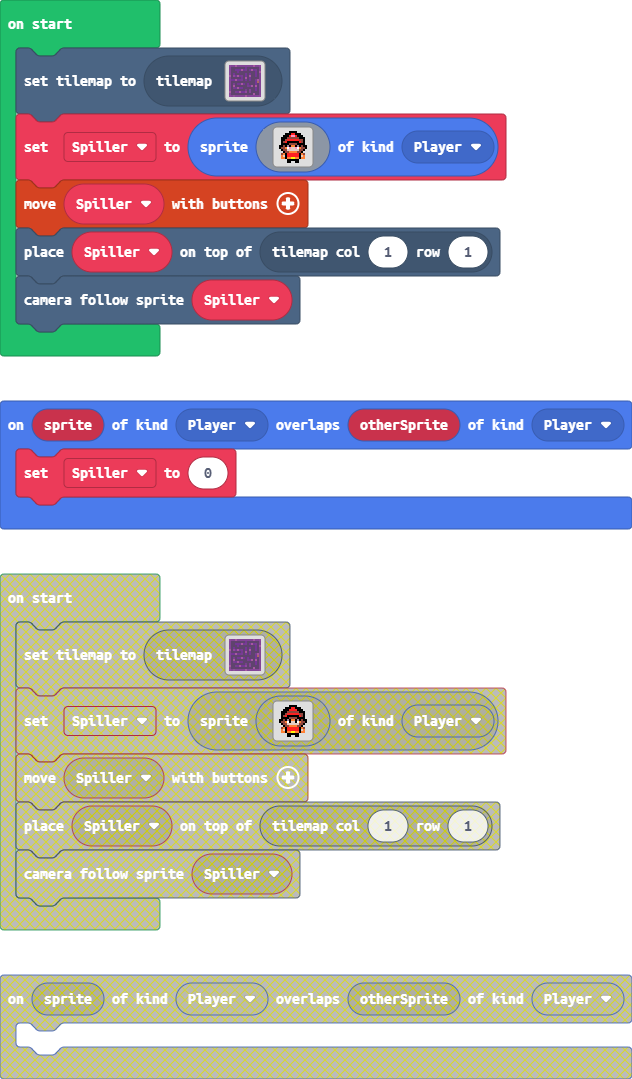 on start
set tilemap to tilemap
set Spiller to sprite of kind Player
move Spiller with buttons
place Spiller on top of tilemap col 1 row 1
camera follow sprite Spiller
on sprite of kind Player overlaps otherSprite of kind Player
set Spiller to 0
on start
set tilemap to tilemap
set Spiller to sprite of kind Player
move Spiller with buttons
place Spiller on top of tilemap col 1 row 1
camera follow sprite Spiller
on sprite of kind Player overlaps otherSprite of kind Player